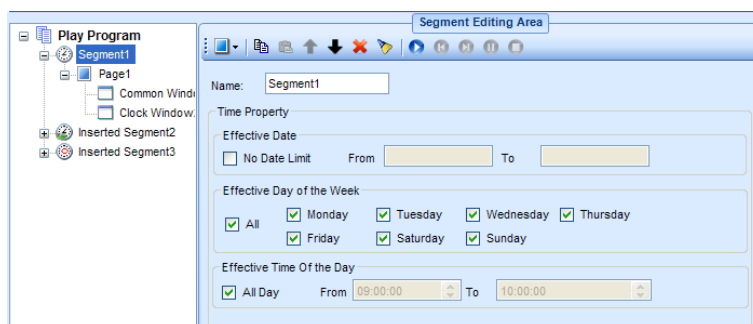 Segment Editing Area
Play Program
Segment1
Page1
Common Wind
Clock Window
Inserted Segment2
Inserted Segment3
Name: Segment1
Time Property
Effective Date
No Date Limit From To
Effective Day of the Week
All Monday Tuesday Wednesday Thursday
Friday Saturday Sunday
Effective Time Of the Day
All Day From 09:00:00 To 10:00:00